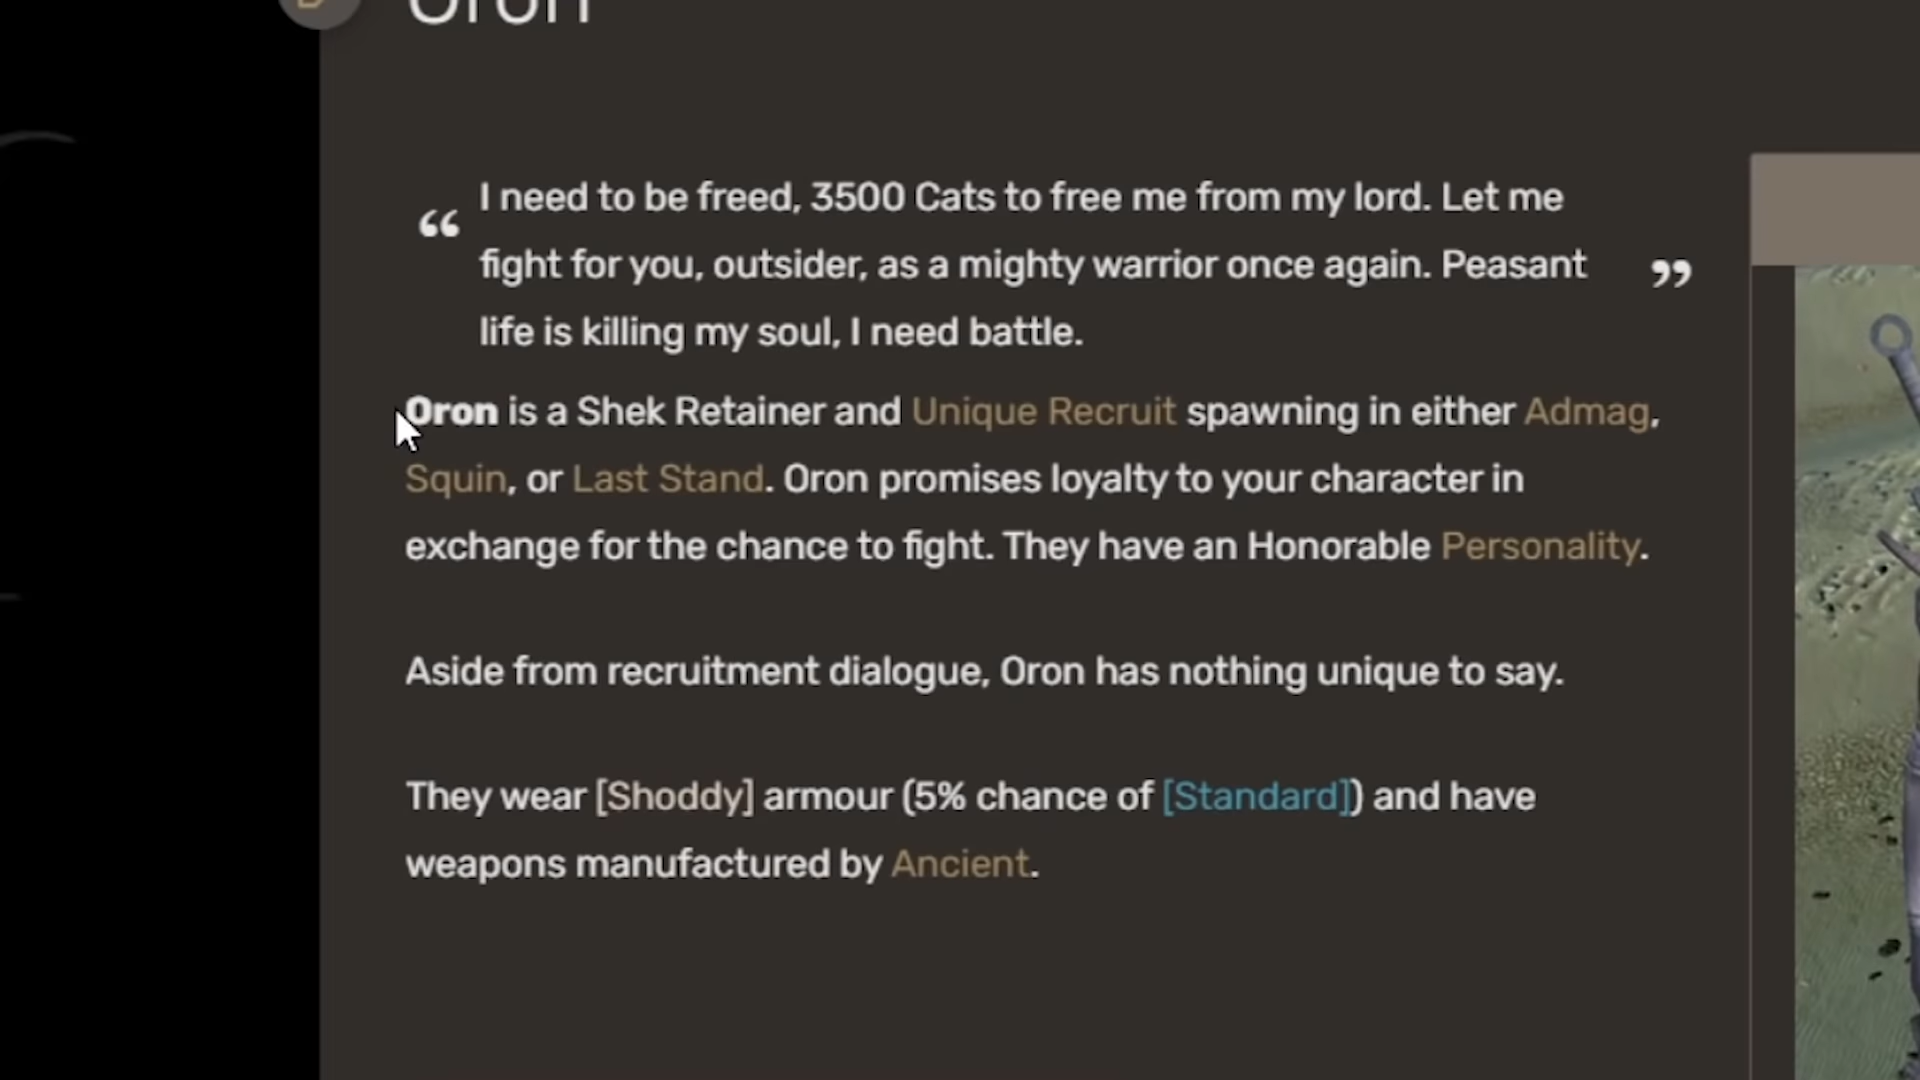 Oron
“ I need to be freed, 3500 Cats to free me from my lord. Let me
fight for you, outsider, as a mighty warrior once again. Peasant ”
life is killing my soul, I need battle.
Oron is a Shek Retainer and Unique Recruit spawning in either Admag,
Squin, or Last Stand. Oron promises loyalty to your character in
exchange for the chance to fight. They have an Honorable Personality.
Aside from recruitment dialogue, Oron has nothing unique to say.
They wear [Shoddy] armour (5% chance of [Standard]) and have
weapons manufactured by Ancient.